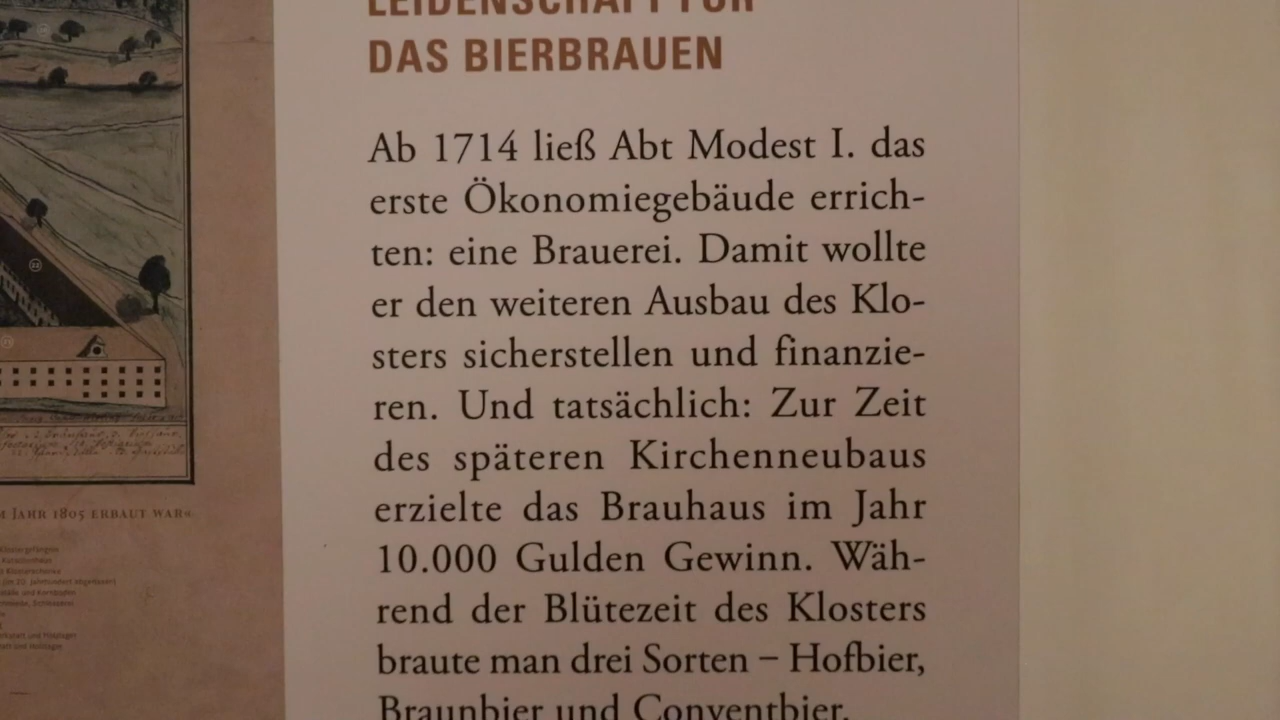 LEIDENSCHAFT FÜR
DAS BIERBRAUEN
Ab 1714 ließ Abt Modest I. das
erste Ökonomiegebäude errich-
ten: eine Brauerei. Damit wollte
er den weiteren Ausbau des Klo-
sters sicherstellen und finanzie-
ren. Und tatsächlich: Zur Zeit
des späteren Kirchenneubaus
erzielte das Brauhaus im Jahr
10.000 Gulden Gewinn. Wäh-
rend der Blütezeit des Klosters
braute man drei Sorten – Hofbier,
Braunbier und Conventbier.
22
M JAHR 1805 ERBAUT WAR«